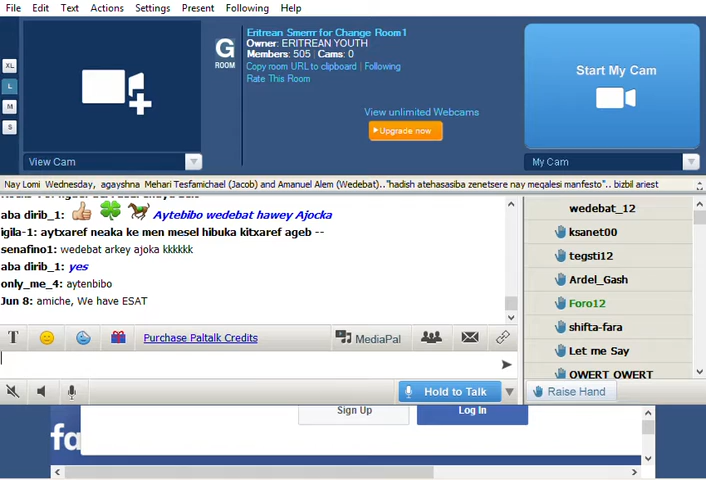 File Edit Text Actions Settings Present Following Help
XL
L
M
S
View Cam
G
ROOM
Eritrean Smerrr for Change Room1
Owner: ERITREAN YOUTH
Members: 505 | Cams: 0
Copy room URL to clipboard | Following
Rate This Room
View unlimited Webcams
Upgrade now
Start My Cam
My Cam
Nay Lomi Wednesday, agayshna Mehari Tesfamichael (Jacob) and Amanuel Alem (Wedebat).."hadish atehasasiba zenetsere nay meqalesi manfesto".. bizbil ariest
aba dirib_1: Aytebibo wedebat hawey Ajocka
igila-1: aytxaref neaka ke men mesel hibuka kitxaref ageb --
senafino1: wedebat arkey ajoka kkkkkk
aba dirib_1: yes
only_me_4: aytenbibo
Jun 8: amiche, We have ESAT
wedebat_12
ksanet00
tegsti12
Ardel_Gash
Foro12
shifta-fara
Let me Say
OWERT OWERT
T
Purchase Paltalk Credits
MediaPal
Hold to Talk
Raise Hand
Sign Up
Log In
fa